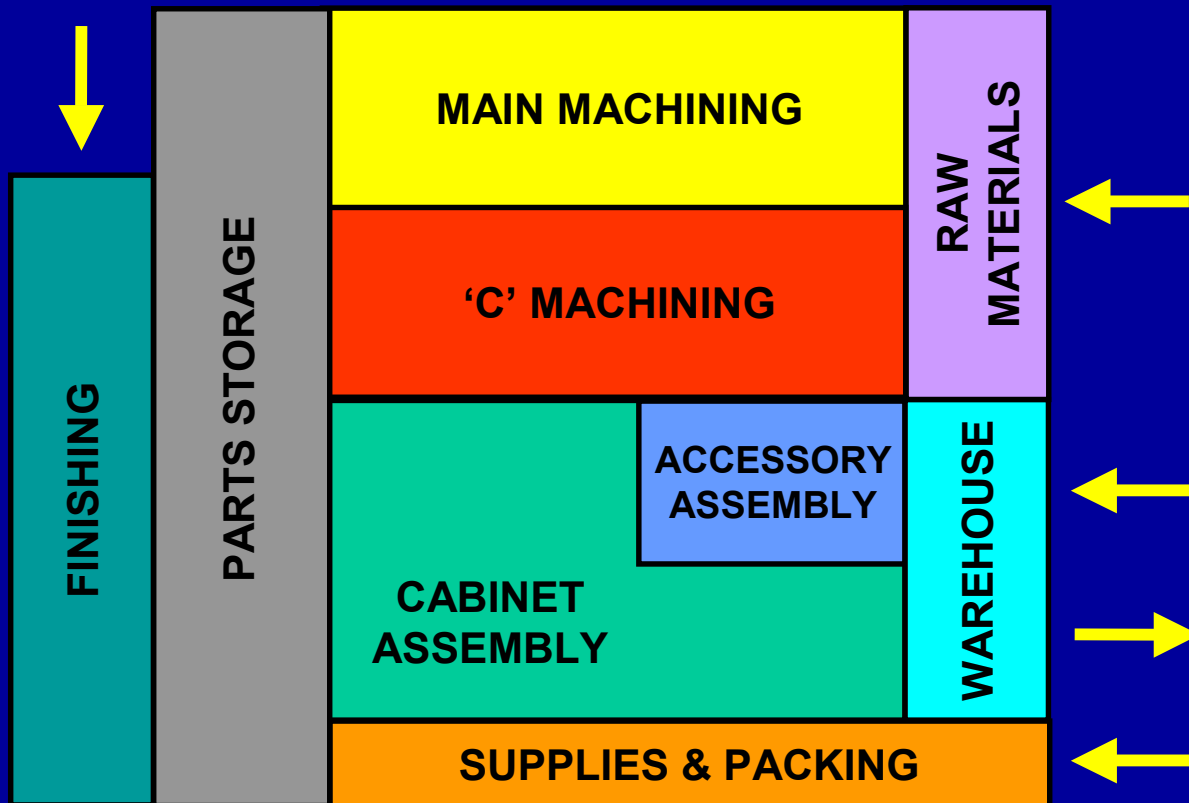 MAIN MACHINING
RAW
MATERIALS
‘C’ MACHINING
PARTS STORAGE
FINISHING
ACCESSORY
ASSEMBLY
WAREHOUSE
CABINET
ASSEMBLY
SUPPLIES & PACKING